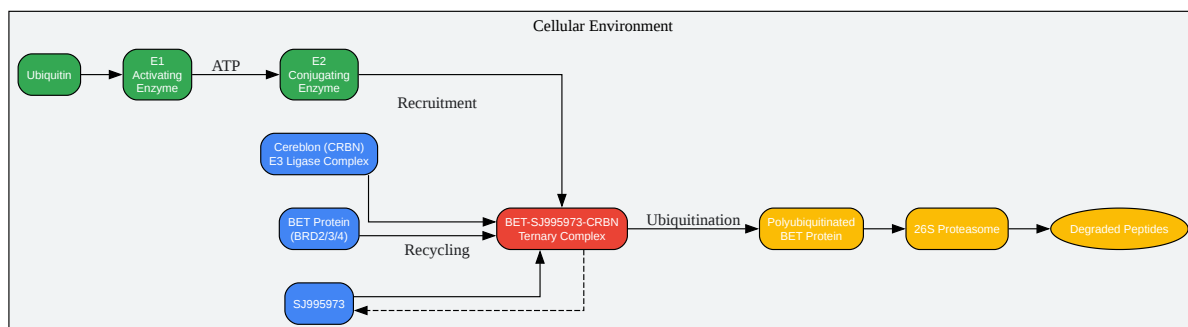 Cellular Environment
Ubiquitin
E1
Activating
Enzyme
ATP
E2
Conjugating
Enzyme
Recruitment
Cereblon (CRBN)
E3 Ligase Complex
BET Protein
(BRD2/3/4)
Recycling
SJ995973
BET-SJ995973-CRBN
Ternary Complex
Ubiquitination
Polyubiquitinated
BET Protein
26S Proteasome
Degraded Peptides